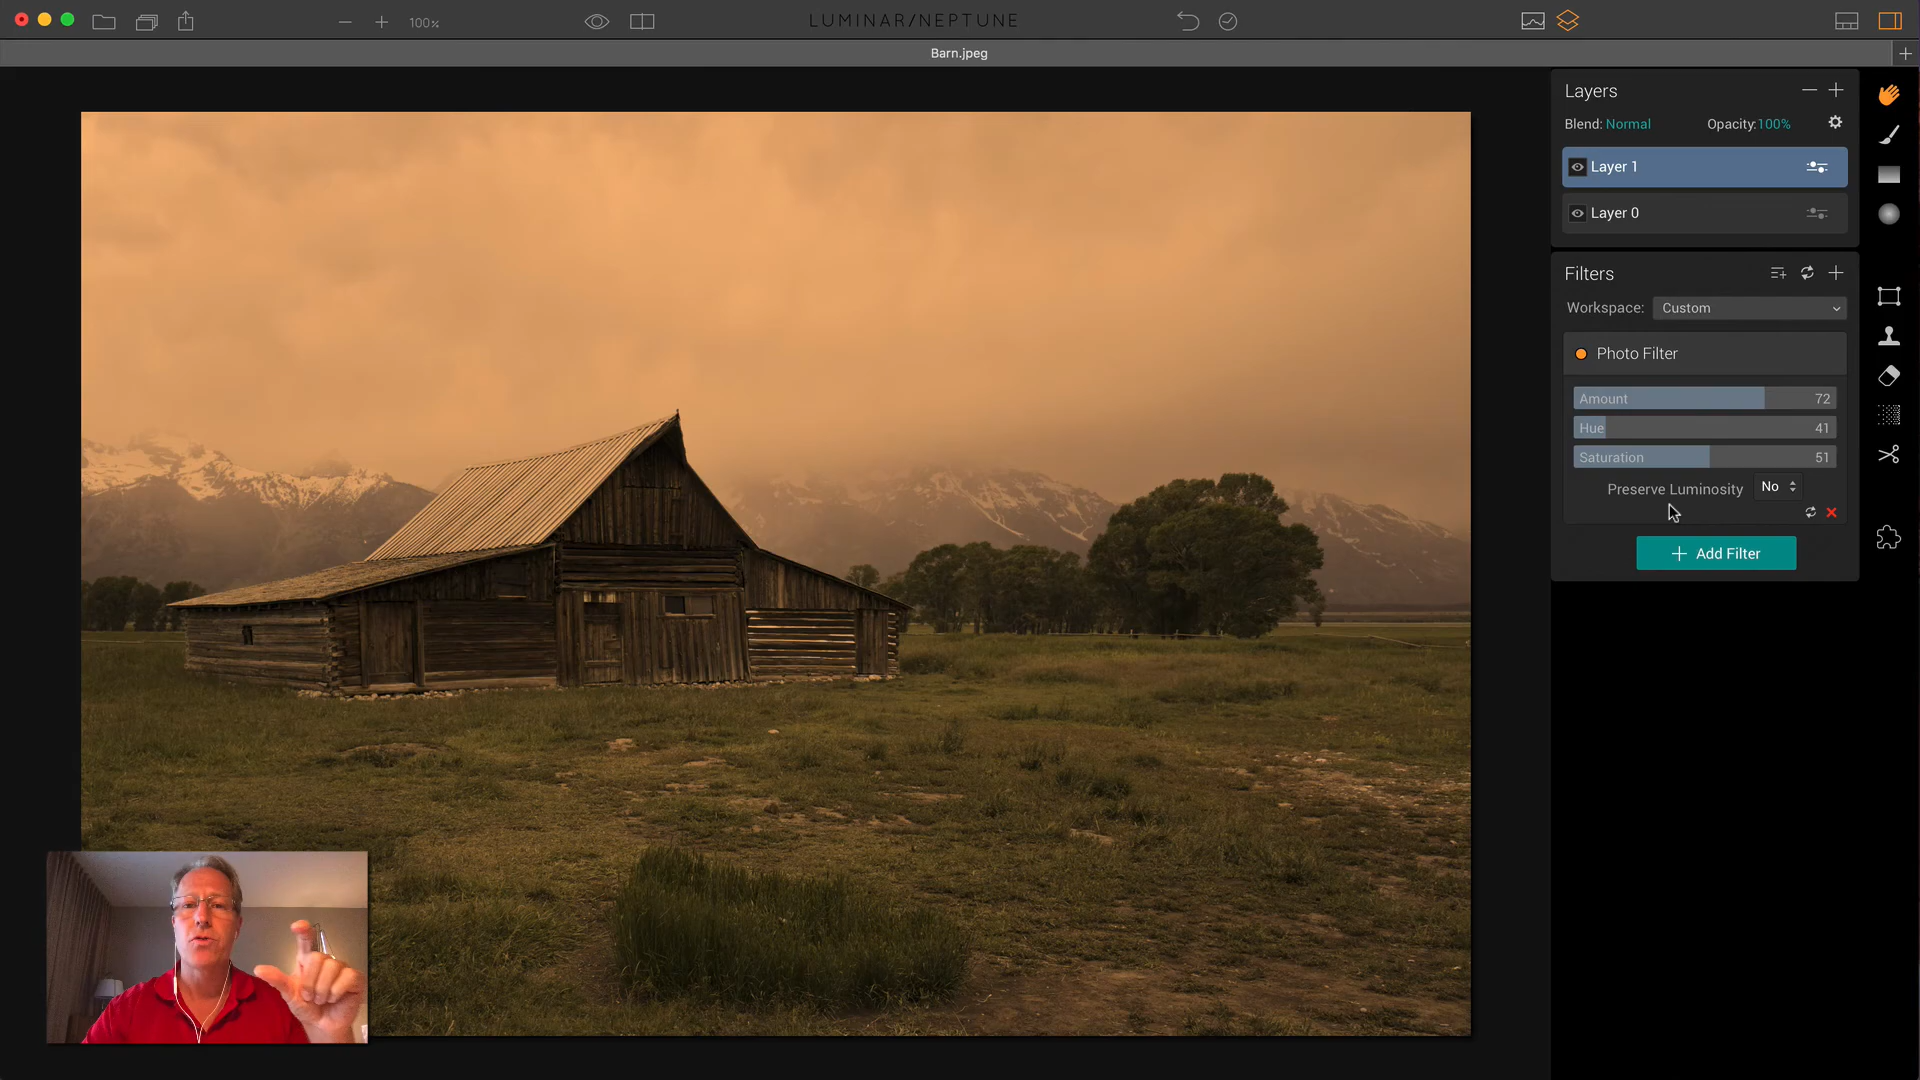 100%
LUMINAR/NEPTUNE
Barn.jpeg
Layers
Blend: Normal
Opacity:100%
Layer 1
Layer 0
Filters
Workspace: Custom
Photo Filter
Amount 72
Hue 41
Saturation 51
Preserve Luminosity No
Add Filter